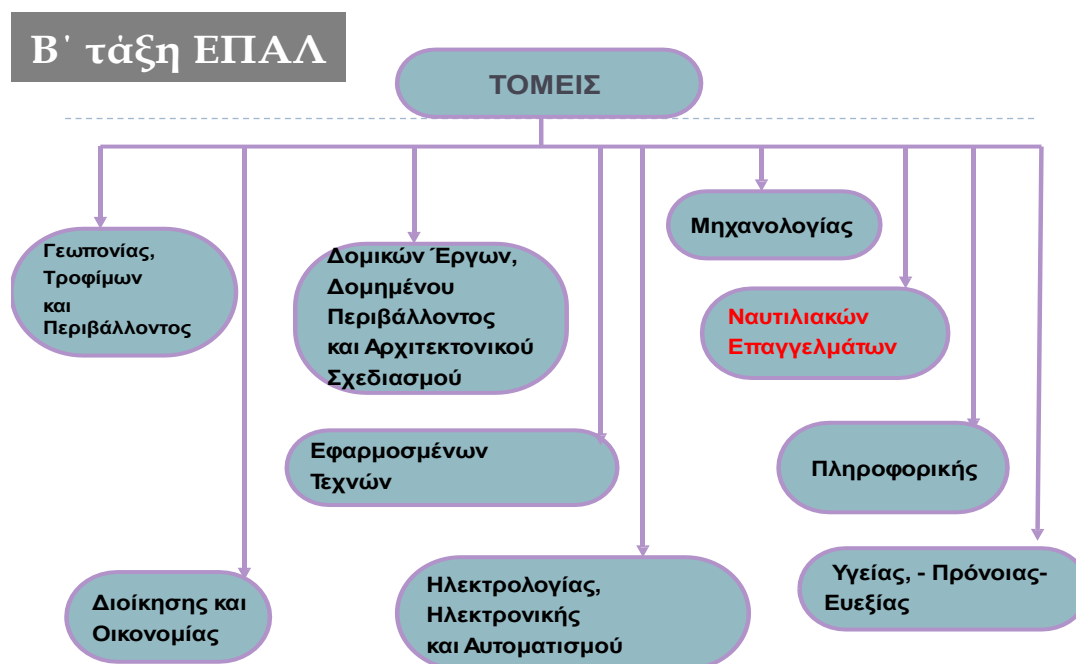 Β΄ τάξη ΕΠΑΛ
ΤΟΜΕΙΣ
Γεωπονίας,
Τροφίμων
και
Περιβάλλοντος
Δομικών Έργων,
Δομημένου
Περιβάλλοντος
και Αρχιτεκτονικού
Σχεδιασμού
Μηχανολογίας
Ναυτιλιακών
Επαγγελμάτων
Εφαρμοσμένων
Τεχνών
Πληροφορικής
Διοίκησης και
Οικονομίας
Ηλεκτρολογίας,
Ηλεκτρονικής
και Αυτοματισμού
Υγείας, - Πρόνοιας-
Ευεξίας